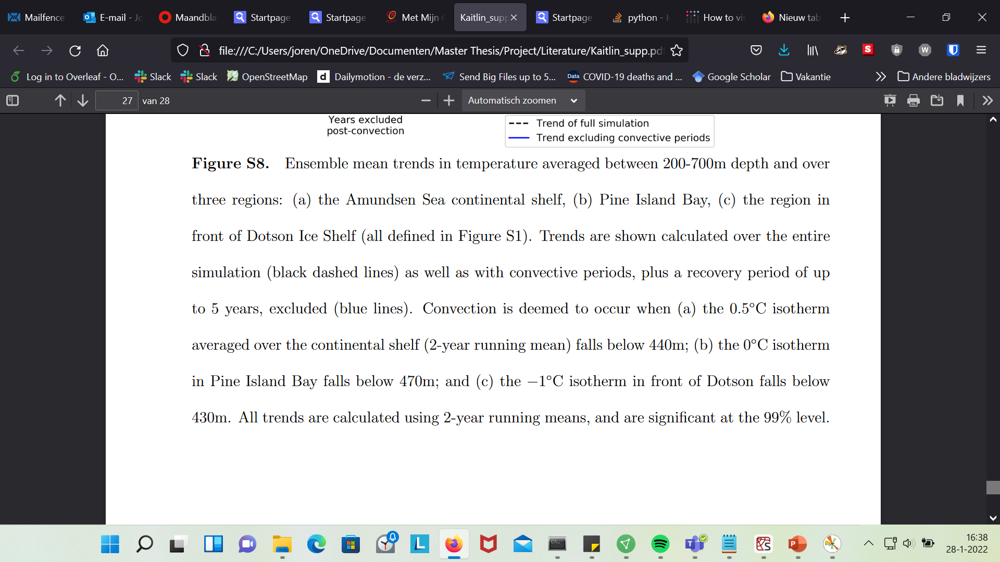 Mailfence
E-mail - Jo
Maandbla
Startpage
Startpage
Met Mijn
Kaitlin_supp
Startpage
python -
How to vis
Nieuw tab
file:///C:/Users/joren/OneDrive/Documenten/Master Thesis/Project/Literature/Kaitlin_supp.pd
Log in to Overleaf - O...
Slack
Slack
OpenStreetMap
Dailymotion - de verz...
Send Big Files up to 5...
COVID-19 deaths and ...
Google Scholar
Vakantie
Andere bladwijzers
27 van 28
Automatisch zoomen
Years excluded
post-convection
Trend of full simulation
Trend excluding convective periods
Figure S8. Ensemble mean trends in temperature averaged between 200-700m depth and over
three regions: (a) the Amundsen Sea continental shelf, (b) Pine Island Bay, (c) the region in
front of Dotson Ice Shelf (all defined in Figure S1). Trends are shown calculated over the entire
simulation (black dashed lines) as well as with convective periods, plus a recovery period of up
to 5 years, excluded (blue lines). Convection is deemed to occur when (a) the 0.5°C isotherm
averaged over the continental shelf (2-year running mean) falls below 440m; (b) the 0°C isotherm
in Pine Island Bay falls below 470m; and (c) the −1°C isotherm in front of Dotson falls below
430m. All trends are calculated using 2-year running means, and are significant at the 99% level.
16:38
28-1-2022